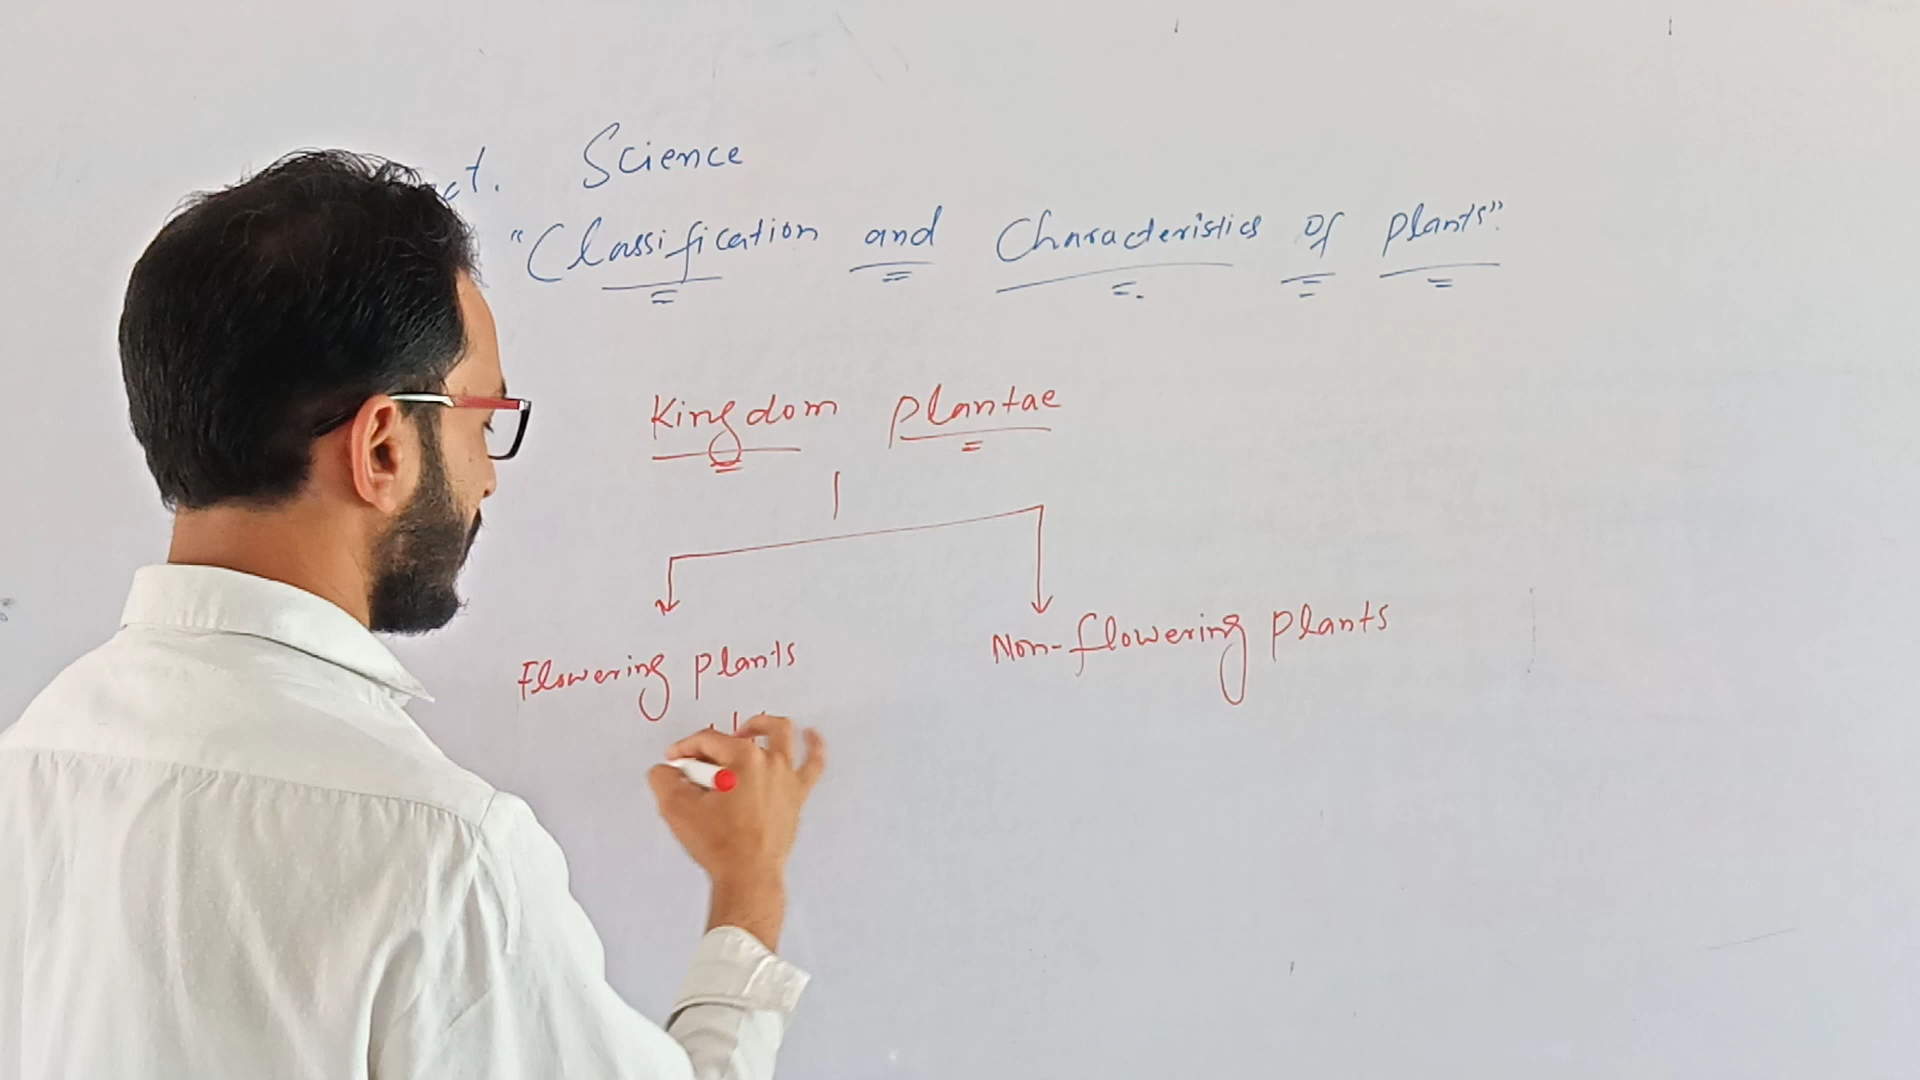 Science
"Classification and Characteristics of plants".
Kingdom plantae
Flowering plants
Non-flowering plants